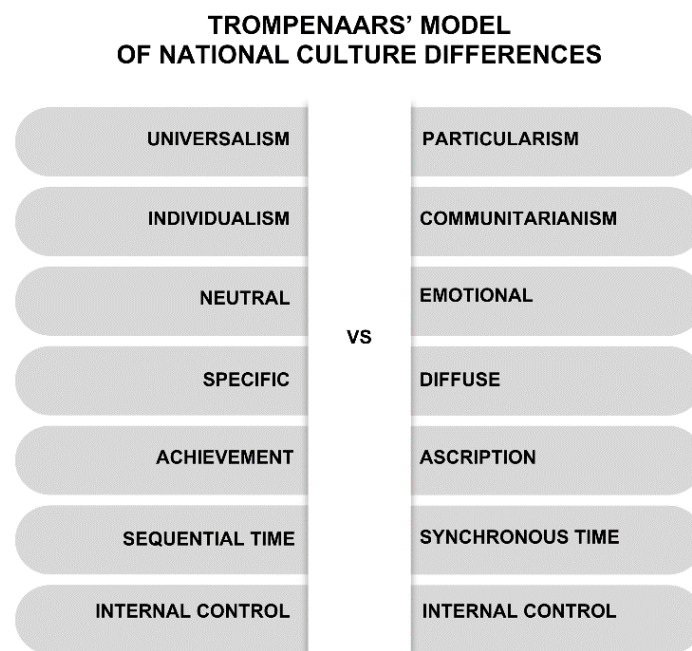 TROMPENAARS’ MODEL
OF NATIONAL CULTURE DIFFERENCES
UNIVERSALISM
PARTICULARISM
INDIVIDUALISM
COMMUNITARIANISM
NEUTRAL
EMOTIONAL
VS
SPECIFIC
DIFFUSE
ACHIEVEMENT
ASCRIPTION
SEQUENTIAL TIME
SYNCHRONOUS TIME
INTERNAL CONTROL
INTERNAL CONTROL